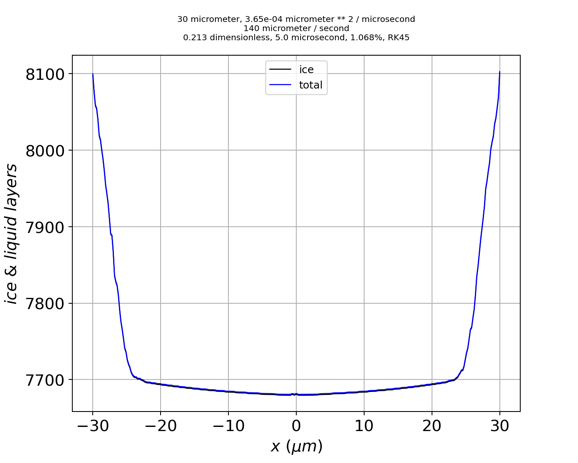 30 micrometer, 3.65e-04 micrometer ** 2 / microsecond
140 micrometer / second
0.213 dimensionless, 5.0 microsecond, 1.068%, RK45
ice
total
8100
8000
7900
7800
7700
ice & liquid layers
−30
−20
−10
0
10
20
30
x (μm)